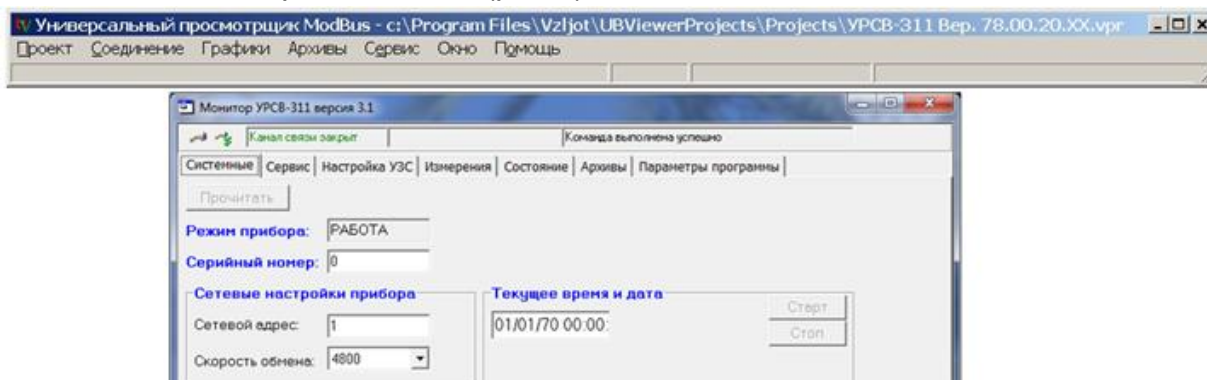 Универсальный просмотрщик ModBus - c:\Program Files\Vzljot\UBViewerProjects\Projects\УРСВ-311 Вер. 78.00.20.XX.vpr
Проект Соединение Графики Архивы Сервис Окно Помощь
Монитор УРСВ-311 версия 3.1
Канал связи закрыт Команда выполнена успешно
Системные Сервис Настройка УЗС Измерения Состояние Архивы Параметры программы
Прочитать
Режим прибора: РАБОТА
Серийный номер: 0
Сетевые настройки прибора Текущее время и дата
Сетевой адрес: 1 01/01/70 00:00: Старт
Стоп
Скорость обмена: 4800